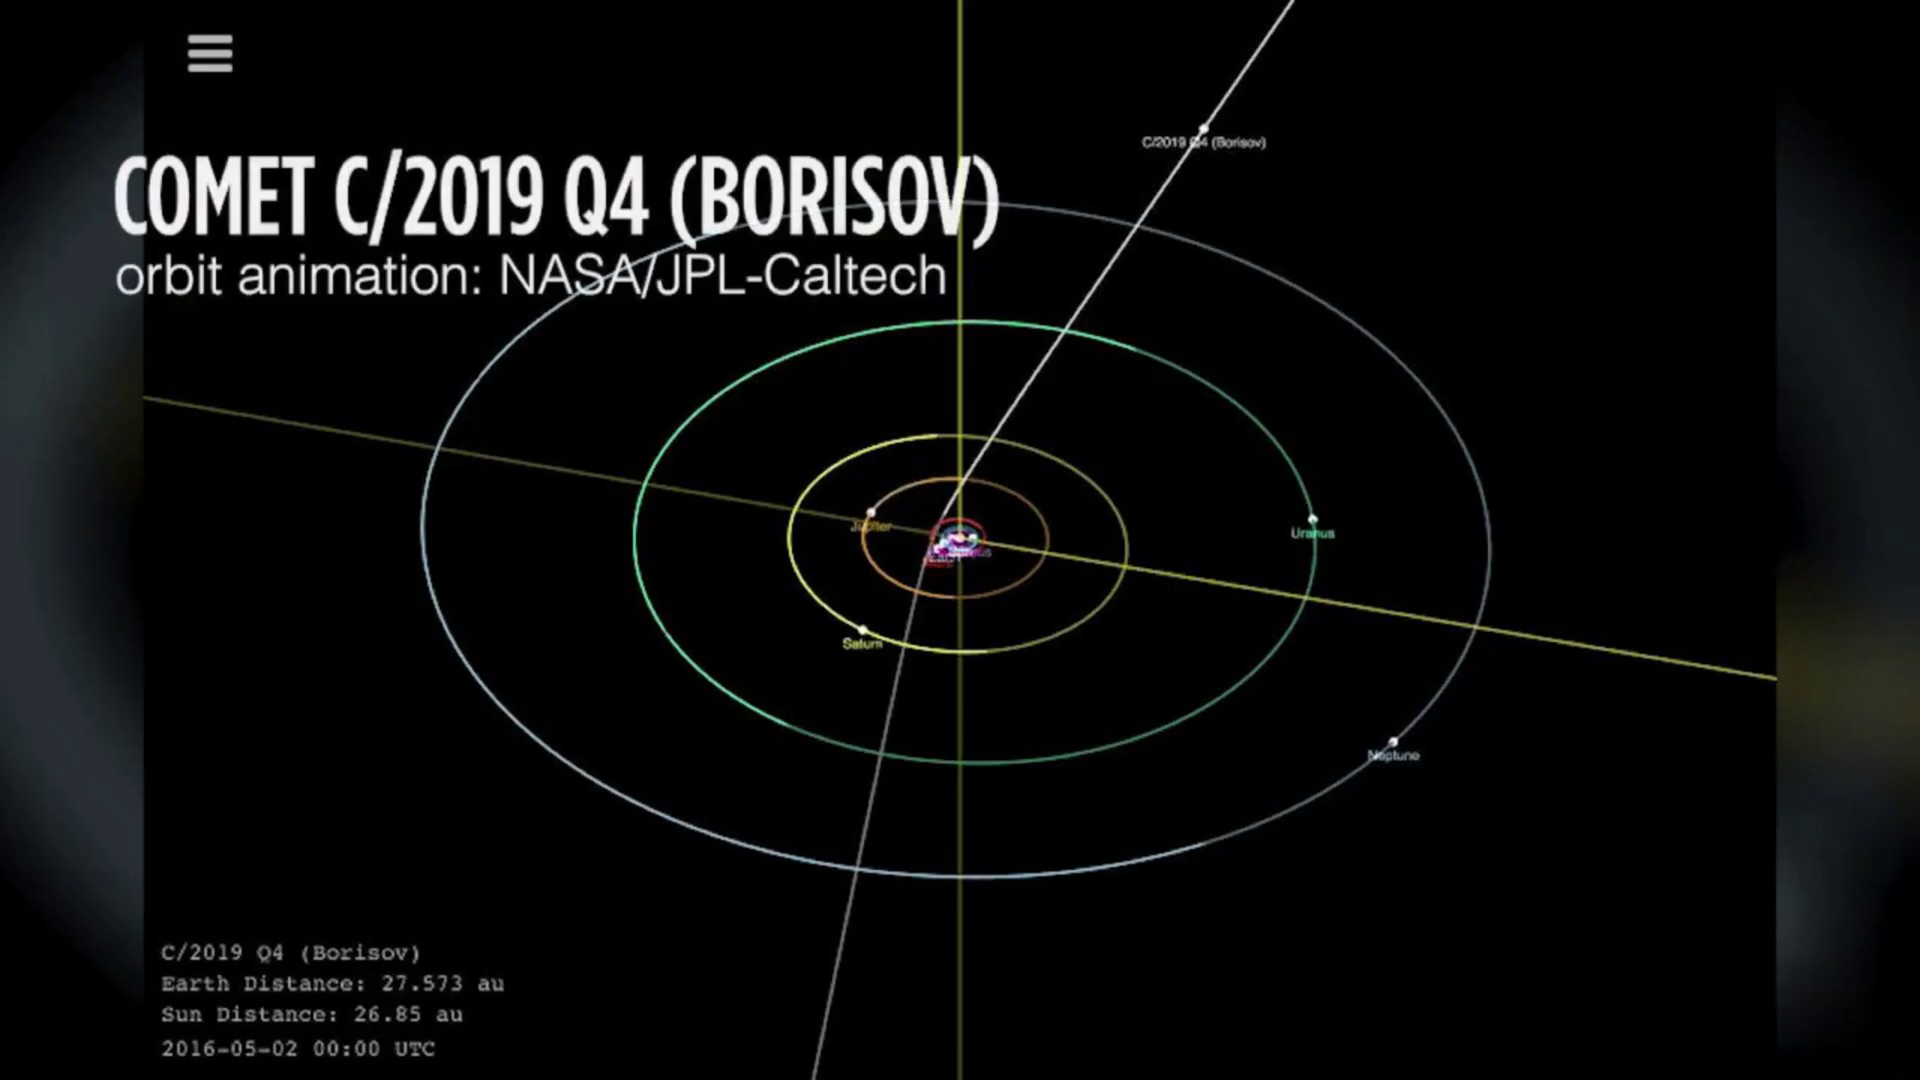 COMET C/2019 Q4 (BORISOV)
orbit animation: NASA/JPL-Caltech
C/2019 Q4 (Borisov)
Jupiter
Uranus
Saturn
Neptune
C/2019 Q4 (Borisov)
Earth Distance: 27.573 au
Sun Distance: 26.85 au
2016-05-02 00:00 UTC